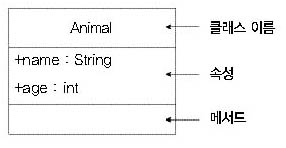 Animal
클래스 이름
+name : String
+age : int
속성
메서드